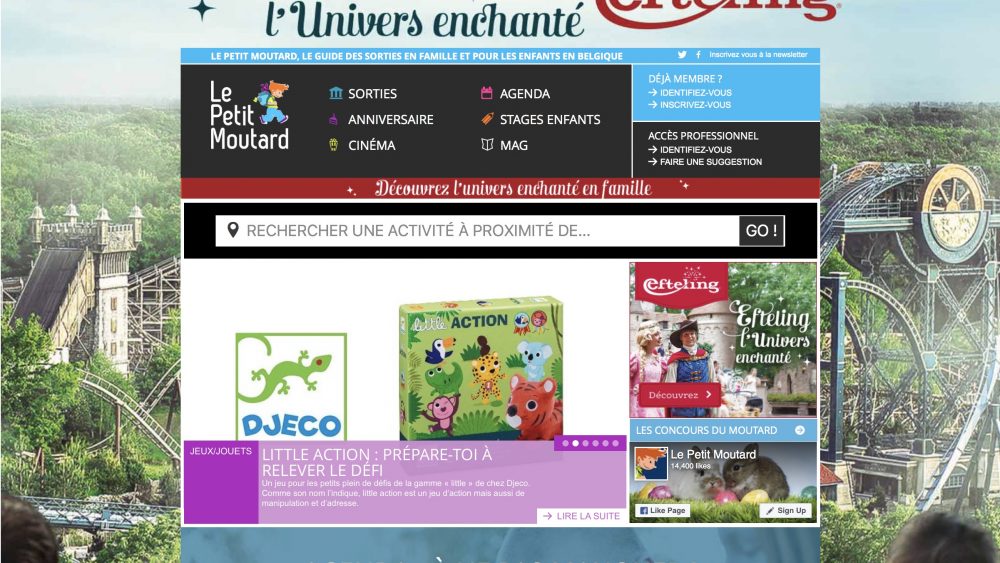 l'Univers enchanté
Efteling
LE PETIT MOUTARD, LE GUIDE DES SORTIES EN FAMILLE ET POUR LES ENFANTS EN BELGIQUE
Inscrivez vous à la newsletter
Le
Petit
Moutard
SORTIES
AGENDA
ANNIVERSAIRE
STAGES ENFANTS
CINÉMA
MAG
DÉJÀ MEMBRE ?
IDENTIFIEZ-VOUS
INSCRIVEZ-VOUS
ACCÈS PROFESSIONNEL
IDENTIFIEZ-VOUS
FAIRE UNE SUGGESTION
Découvrez l'univers enchanté en famille
RECHERCHER UNE ACTIVITÉ À PROXIMITÉ DE...
GO !
DJECO
little ACTION
JEUX/JOUETS
LITTLE ACTION : PRÉPARE-TOI À
RELEVER LE DÉFI
Un jeu pour les petits plein de défis de la gamme « little » de chez Djeco.
Comme son nom l'indique, little action est un jeu d'action mais aussi de
manipulation et d'adresse.
LIRE LA SUITE
Efteling
Efteling
l'Univers
enchanté
Découvrez
LES CONCOURS DU MOUTARD
Le Petit Moutard
14,400 likes
Like Page
Sign Up